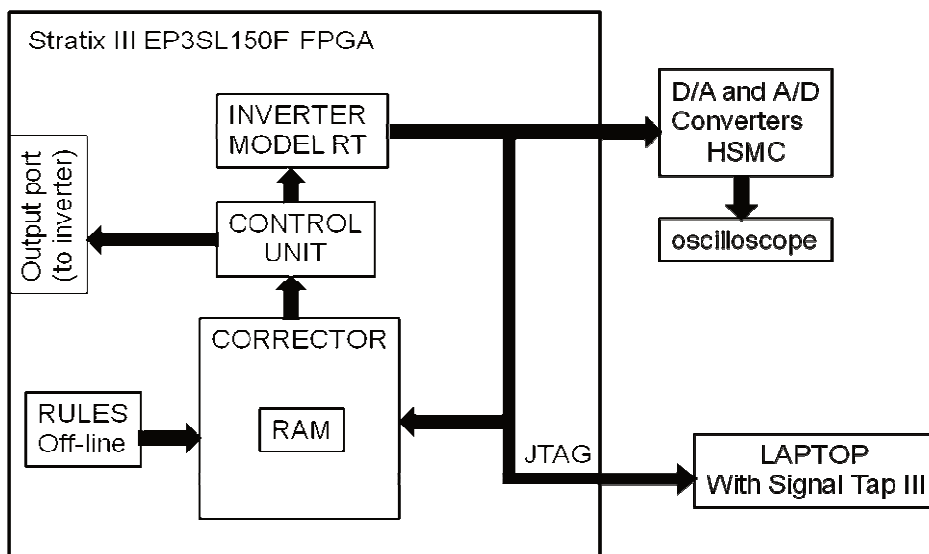 Stratix III EP3SL150F FPGA
INVERTER
MODEL RT
D/A and A/D
Converters
HSMC
Output port
(to inverter)
CONTROL
UNIT
oscilloscope
CORRECTOR
RULES
Off-line
RAM
JTAG
LAPTOP
With Signal Tap III